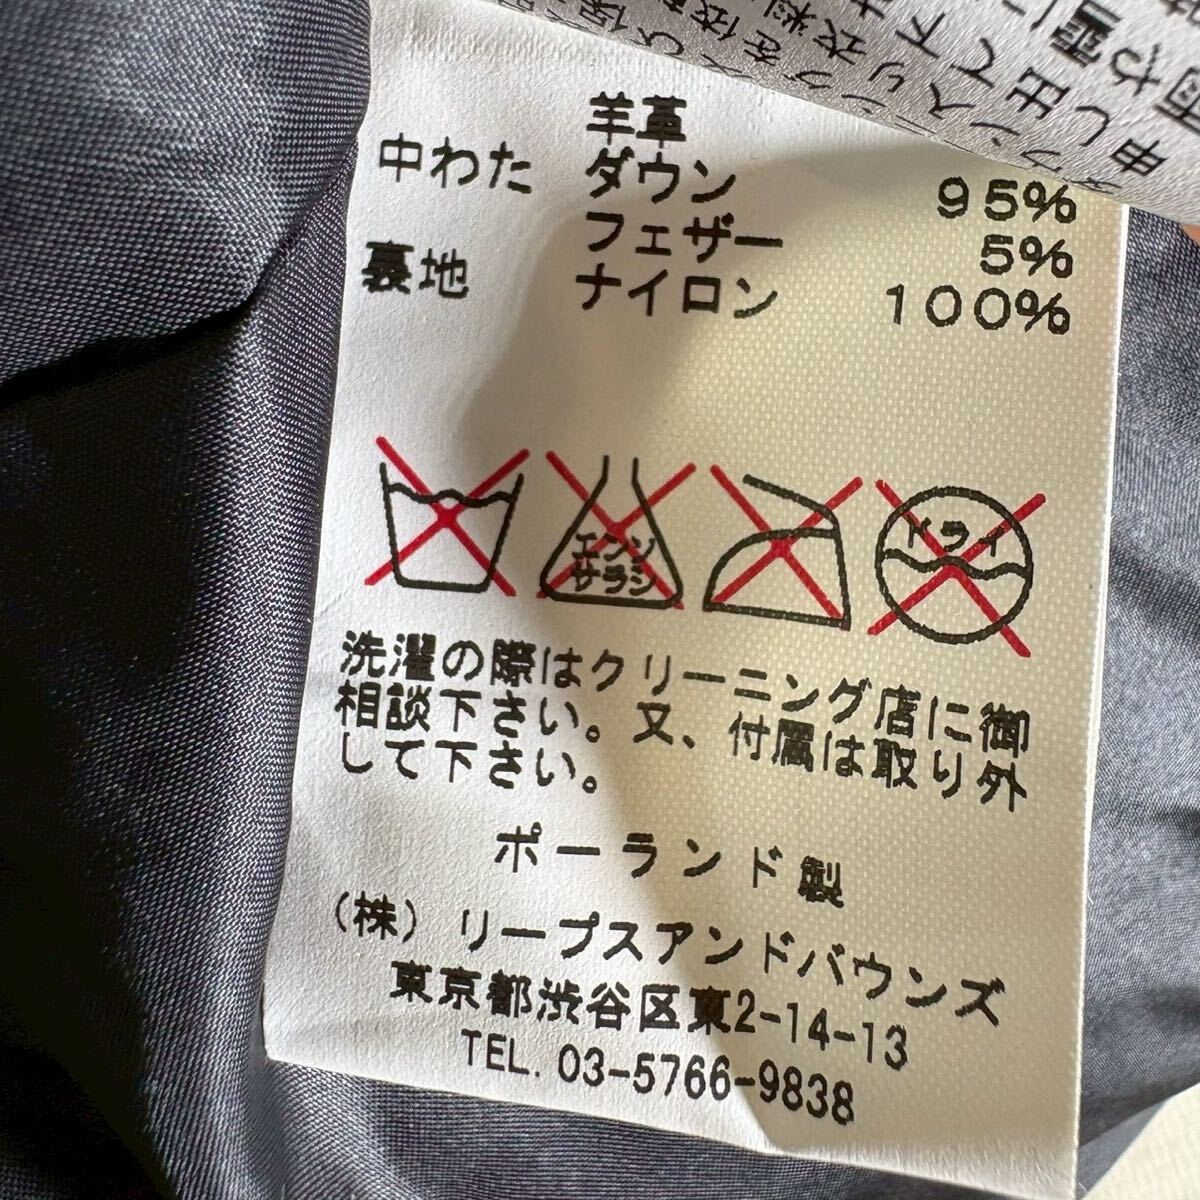 羊革
中わた ダウン 95%
フェザー 5%
裏地 ナイロン 100%
エンソ
サラシ
ドライ
洗濯の際はクリーニング店に御
相談下さい。又、付属は取り外
して下さい。
ポーランド製
(株) リープスアンドバウンズ
東京都渋谷区東2-14-13
TEL. 03-5766-9838